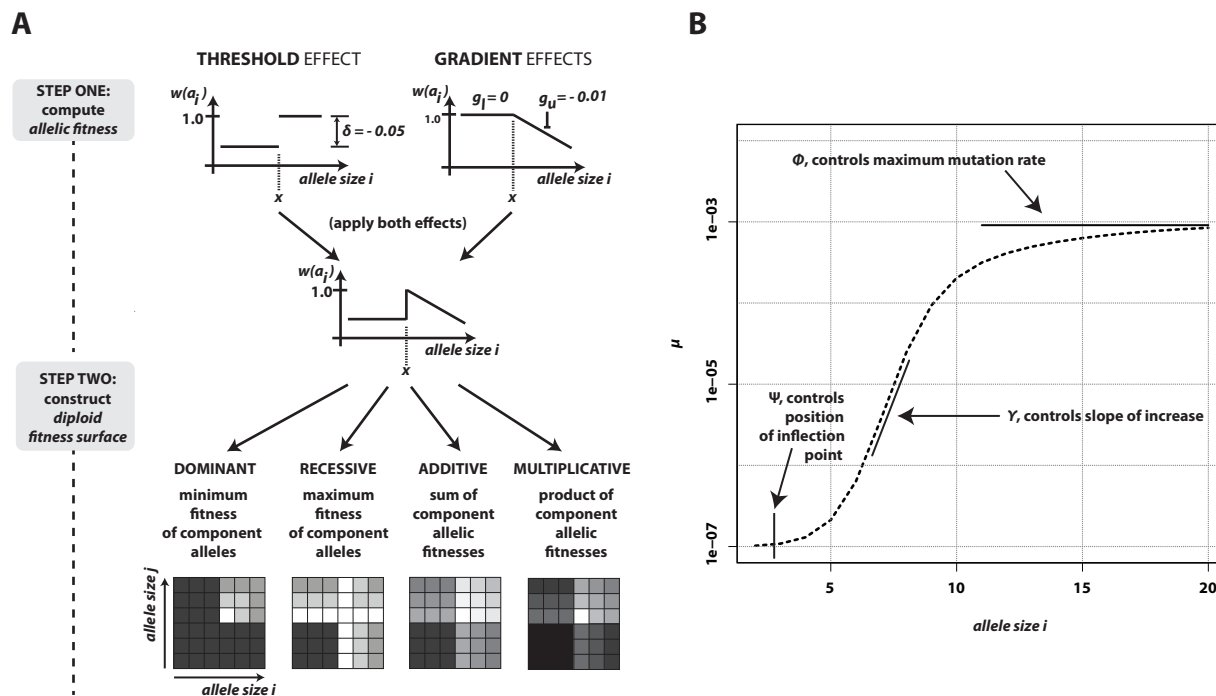 A
THRESHOLD EFFECT
GRADIENT EFFECTS
STEP ONE:
compute
allelic fitness
w(a_i)
1.0
δ = - 0.05
allele size i
x
w(a_i)
g_l = 0
g_u = - 0.01
1.0
allele size i
x
(apply both effects)
w(a_i)
1.0
allele size i
x
STEP TWO:
construct
diploid
fitness surface
DOMINANT
minimum
fitness
of component
alleles
RECESSIVE
maximum
fitness
of component
alleles
ADDITIVE
sum of
component
allelic
fitnesses
MULTIPLICATIVE
product of
component
allelic
fitnesses
allele size j
allele size i
B
Φ, controls maximum mutation rate
1e−03
μ
1e−05
Ψ, controls
position
of inflection
point
ϒ, controls slope of increase
1e−07
5
10
15
20
allele size i